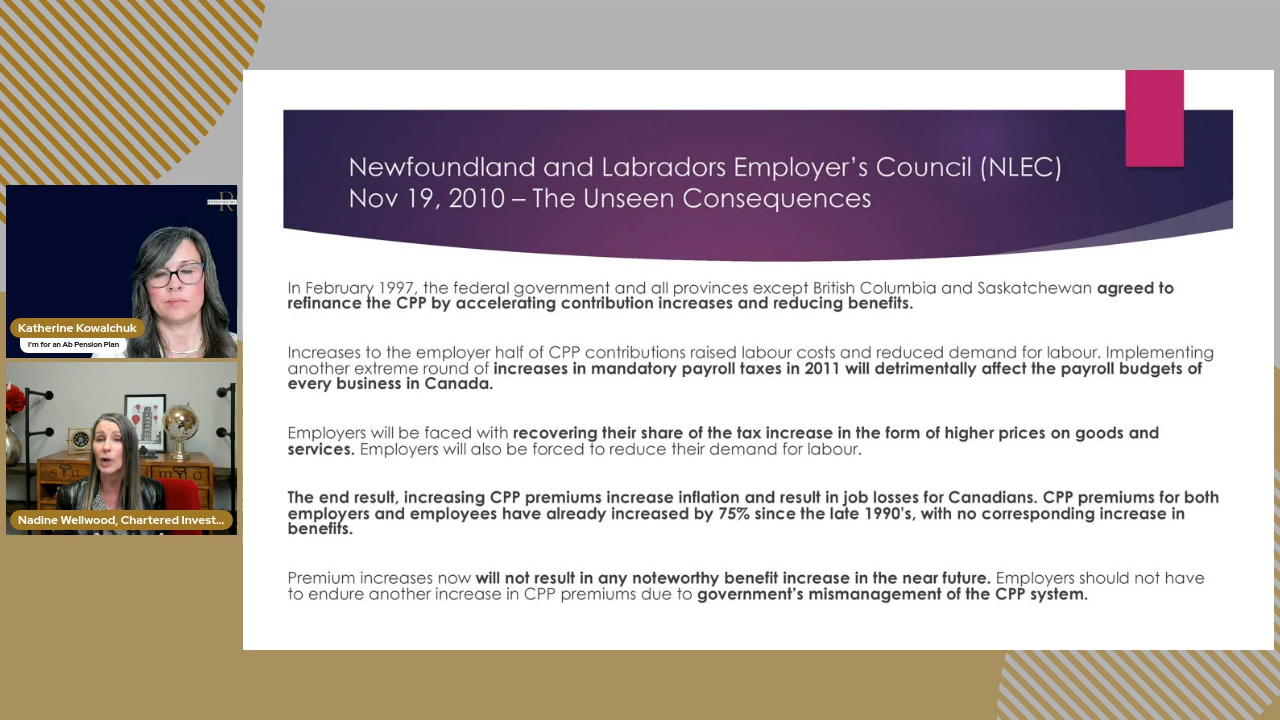 Newfoundland and Labradors Employer's Council (NLEC)
Nov 19, 2010 – The Unseen Consequences
In February 1997, the federal government and all provinces except British Columbia and Saskatchewan agreed to
refinance the CPP by accelerating contribution increases and reducing benefits.
Increases to the employer half of CPP contributions raised labour costs and reduced demand for labour. Implementing
another extreme round of increases in mandatory payroll taxes in 2011 will detrimentally affect the payroll budgets of
every business in Canada.
Employers will be faced with recovering their share of the tax increase in the form of higher prices on goods and
services. Employers will also be forced to reduce their demand for labour.
The end result, increasing CPP premiums increase inflation and result in job losses for Canadians. CPP premiums for both
employers and employees have already increased by 75% since the late 1990's, with no corresponding increase in
benefits.
Premium increases now will not result in any noteworthy benefit increase in the near future. Employers should not have
to endure another increase in CPP premiums due to government's mismanagement of the CPP system.
Katherine Kowalchuk
I'm for an Ab Pension Plan
Nadine Wellwood, Chartered Invest...